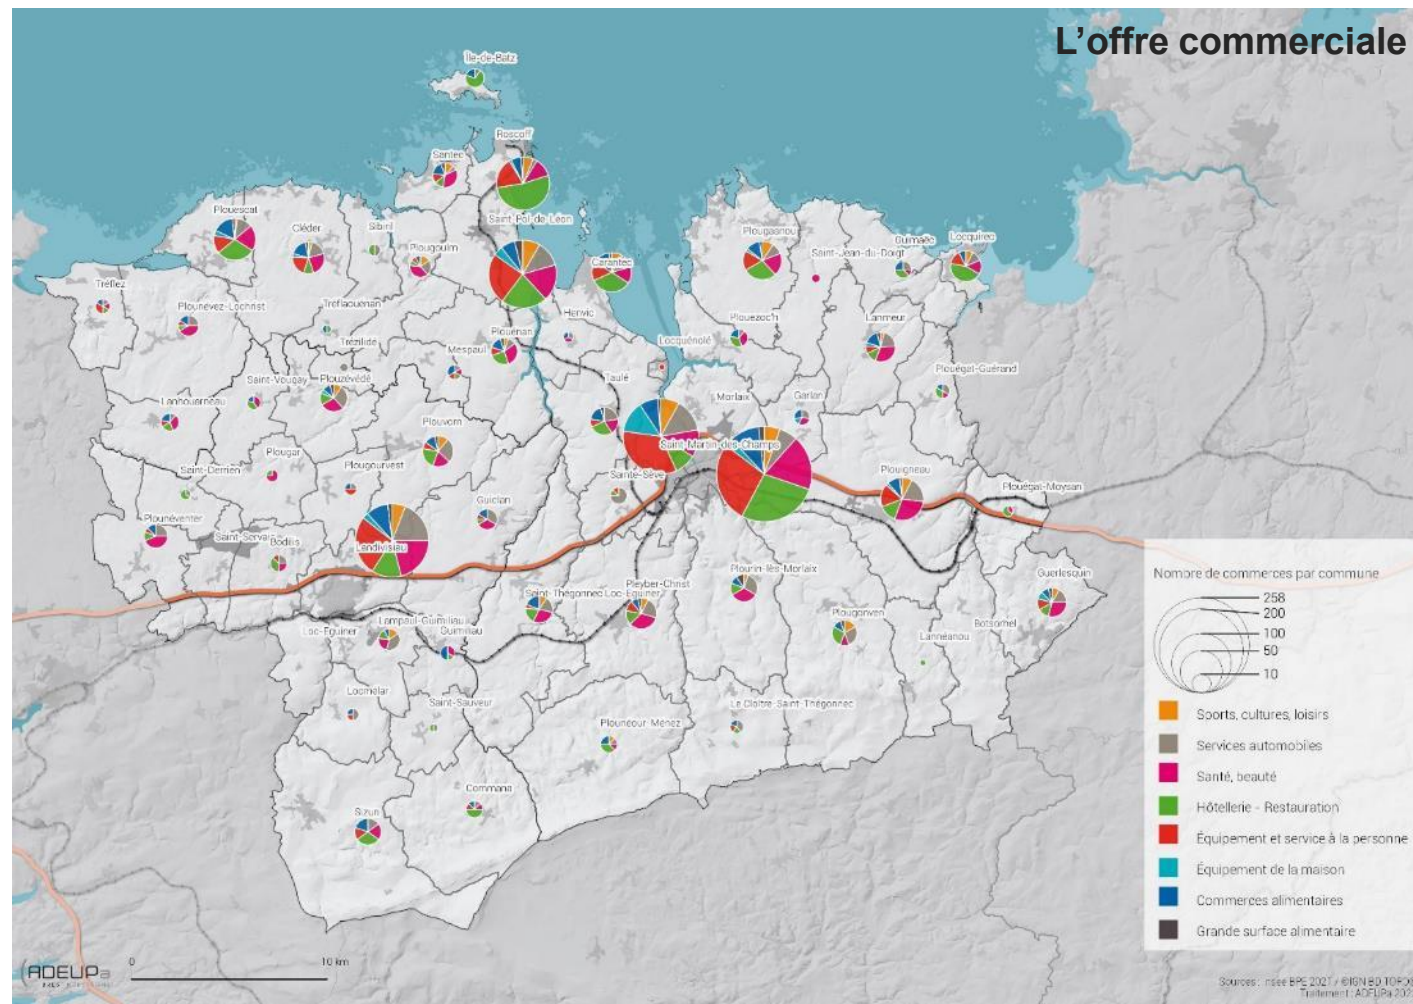 L'offre commerciale
Île-de-Batz
Roscoff
Santec
Saint-Pol-de-Léon
Plouescat
Cléder
Sibiril
Plougoulm
Carantec
Plougasnou
Saint-Jean-du-Doigt
Guimaëc
Locquirec
Tréflez
Plounévez-Lochrist
Tréflaouénan
Trézilidé
Plouénan
Henvic
Locquénolé
Plouezoc'h
Lanmeur
Mespaul
Saint-Vougay
Plouzévédé
Taulé
Morlaix
Garlan
Plouégat-Guérand
Lanhouarneau
Plouvorn
Saint-Martin-des-Champs
Saint-Derrien
Plougar
Plougourvest
Sainte-Sève
Plouigneau
Plouégat-Moysan
Plounéventer
Saint-Servais
Bodilis
Guiclan
Landivisiau
Plourin-lès-Morlaix
Guerlesquin
Saint-Thégonnec Loc-Eguiner
Pleyber-Christ
Loc-Eguiner
Lampaul-Guimiliau
Guimiliau
Plougonven
Lannéanou
Botsorhel
Locmélar
Saint-Sauveur
Plounéour-Ménez
Le Cloître-Saint-Thégonnec
Sizun
Commana
Nombre de commerces par commune
258
200
100
50
10
Sports, cultures, loisirs
Services automobiles
Santé, beauté
Hôtellerie - Restauration
Équipement et service à la personne
Équipement de la maison
Commerces alimentaires
Grande surface alimentaire
ADEUPa
0 10 km
Sources : Insee BPE 2021 / ©IGN BD TOPO
Traitement : ADEUPa 202